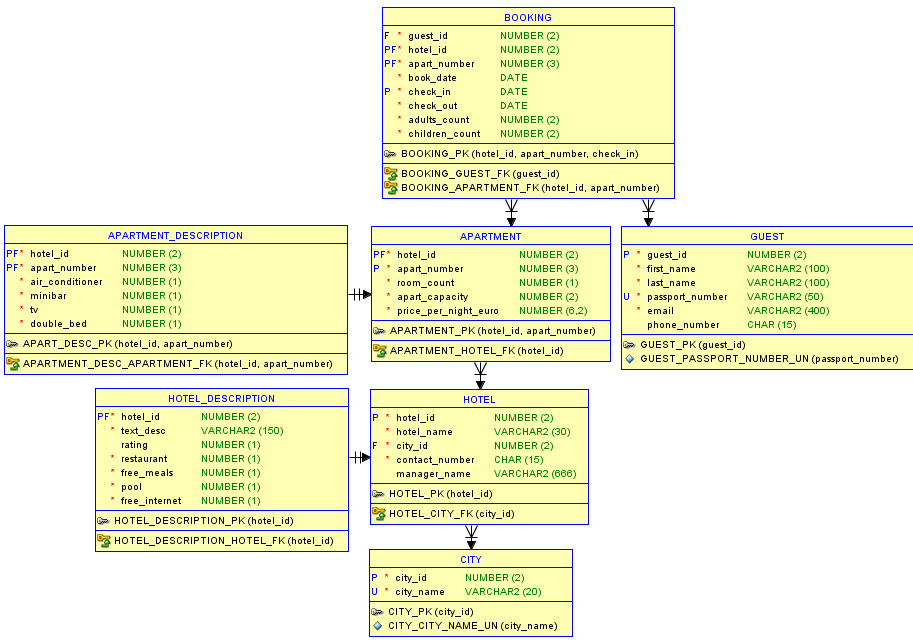 BOOKING
F * guest_id NUMBER (2)
PF* hotel_id NUMBER (2)
PF* apart_number NUMBER (3)
* book_date DATE
P * check_in DATE
* check_out DATE
* adults_count NUMBER (2)
* children_count NUMBER (2)
BOOKING_PK (hotel_id, apart_number, check_in)
BOOKING_GUEST_FK (guest_id)
BOOKING_APARTMENT_FK (hotel_id, apart_number)
APARTMENT_DESCRIPTION
PF* hotel_id NUMBER (2)
PF* apart_number NUMBER (3)
* air_conditioner NUMBER (1)
* minibar NUMBER (1)
* tv NUMBER (1)
* double_bed NUMBER (1)
APART_DESC_PK (hotel_id, apart_number)
APARTMENT_DESC_APARTMENT_FK (hotel_id, apart_number)
APARTMENT
PF* hotel_id NUMBER (2)
P * apart_number NUMBER (3)
* room_count NUMBER (1)
* apart_capacity NUMBER (2)
* price_per_night_euro NUMBER (6,2)
APARTMENT_PK (hotel_id, apart_number)
APARTMENT_HOTEL_FK (hotel_id)
GUEST
P * guest_id NUMBER (2)
* first_name VARCHAR2 (100)
* last_name VARCHAR2 (100)
U * passport_number VARCHAR2 (50)
* email VARCHAR2 (400)
phone_number CHAR (15)
GUEST_PK (guest_id)
GUEST_PASSPORT_NUMBER_UN (passport_number)
HOTEL_DESCRIPTION
PF* hotel_id NUMBER (2)
* text_desc VARCHAR2 (150)
rating NUMBER (1)
* restaurant NUMBER (1)
* free_meals NUMBER (1)
* pool NUMBER (1)
* free_internet NUMBER (1)
HOTEL_DESCRIPTION_PK (hotel_id)
HOTEL_DESCRIPTION_HOTEL_FK (hotel_id)
HOTEL
P * hotel_id NUMBER (2)
* hotel_name VARCHAR2 (30)
F * city_id NUMBER (2)
* contact_number CHAR (15)
manager_name VARCHAR2 (666)
HOTEL_PK (hotel_id)
HOTEL_CITY_FK (city_id)
CITY
P * city_id NUMBER (2)
U * city_name VARCHAR2 (20)
CITY_PK (city_id)
CITY_CITY_NAME_UN (city_name)